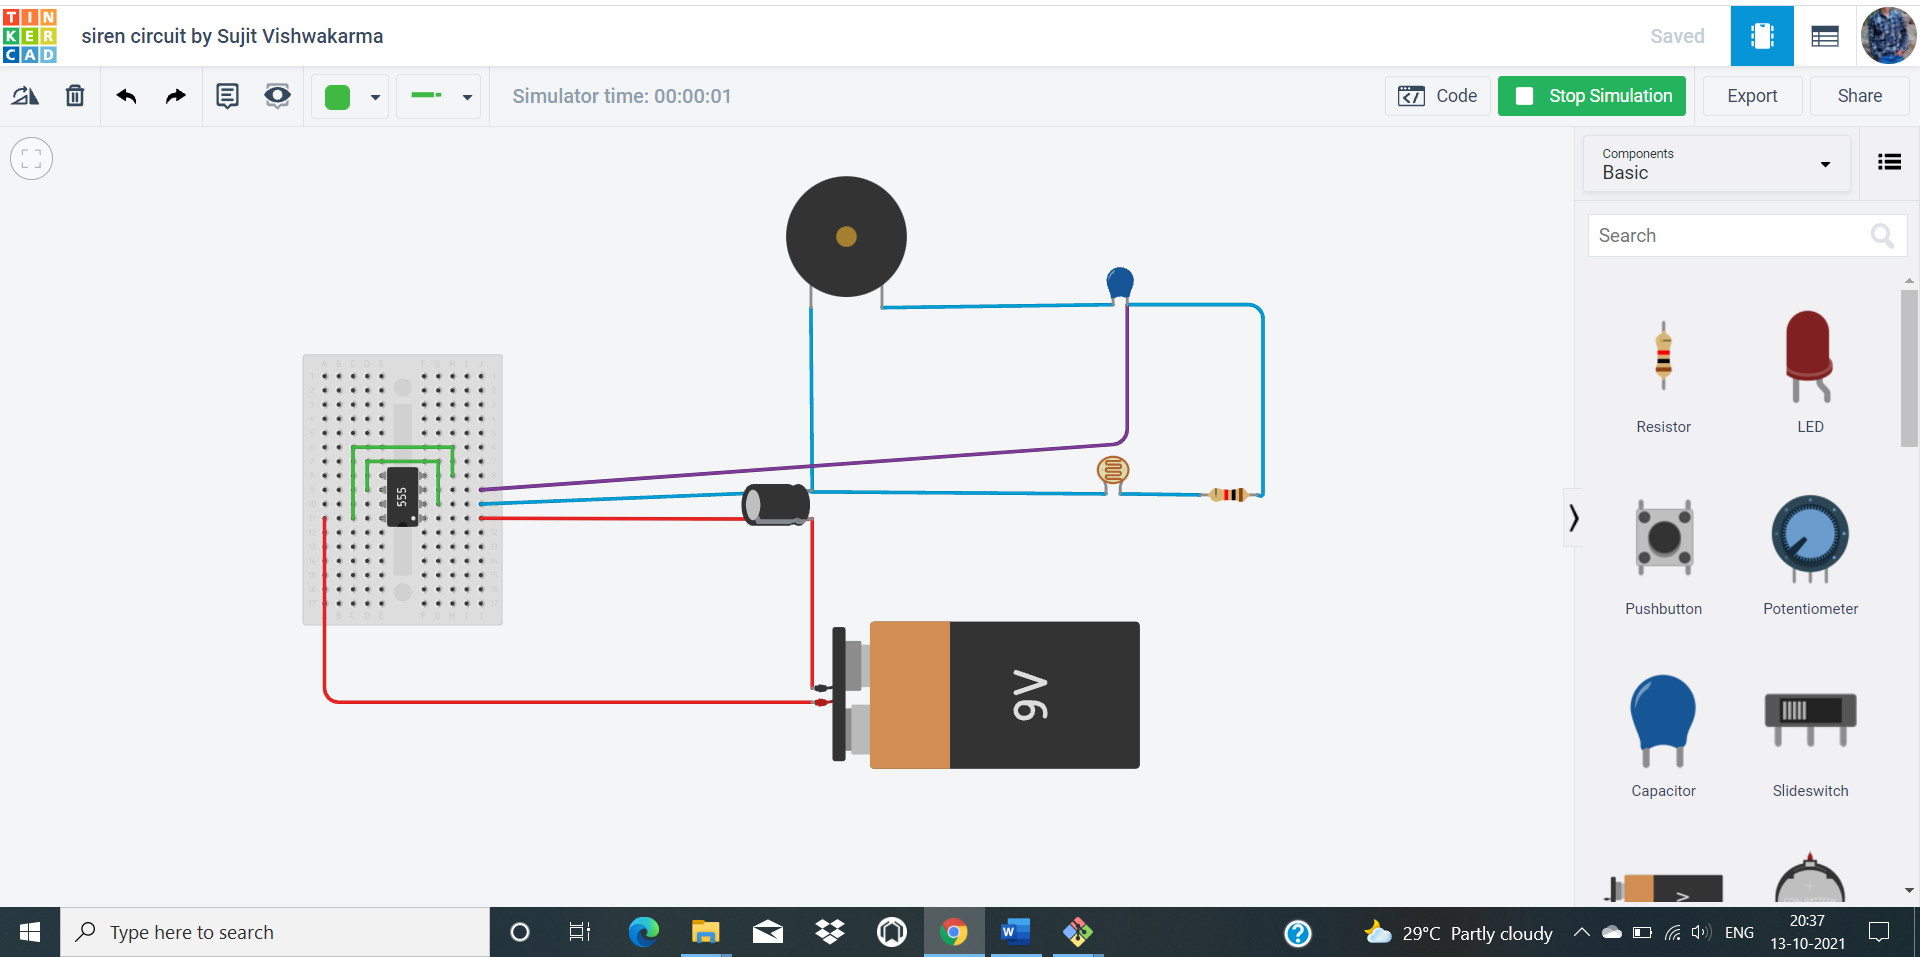 TIN
KER
CAD
siren circuit by Sujit Vishwakarma
Saved
Simulator time: 00:00:01
Code
Stop Simulation
Export
Share
Components
Basic
Search
Resistor
LED
Pushbutton
Potentiometer
Capacitor
Slideswitch
555
9V
Type here to search
29°C Partly cloudy
ENG
20:37
13-10-2021